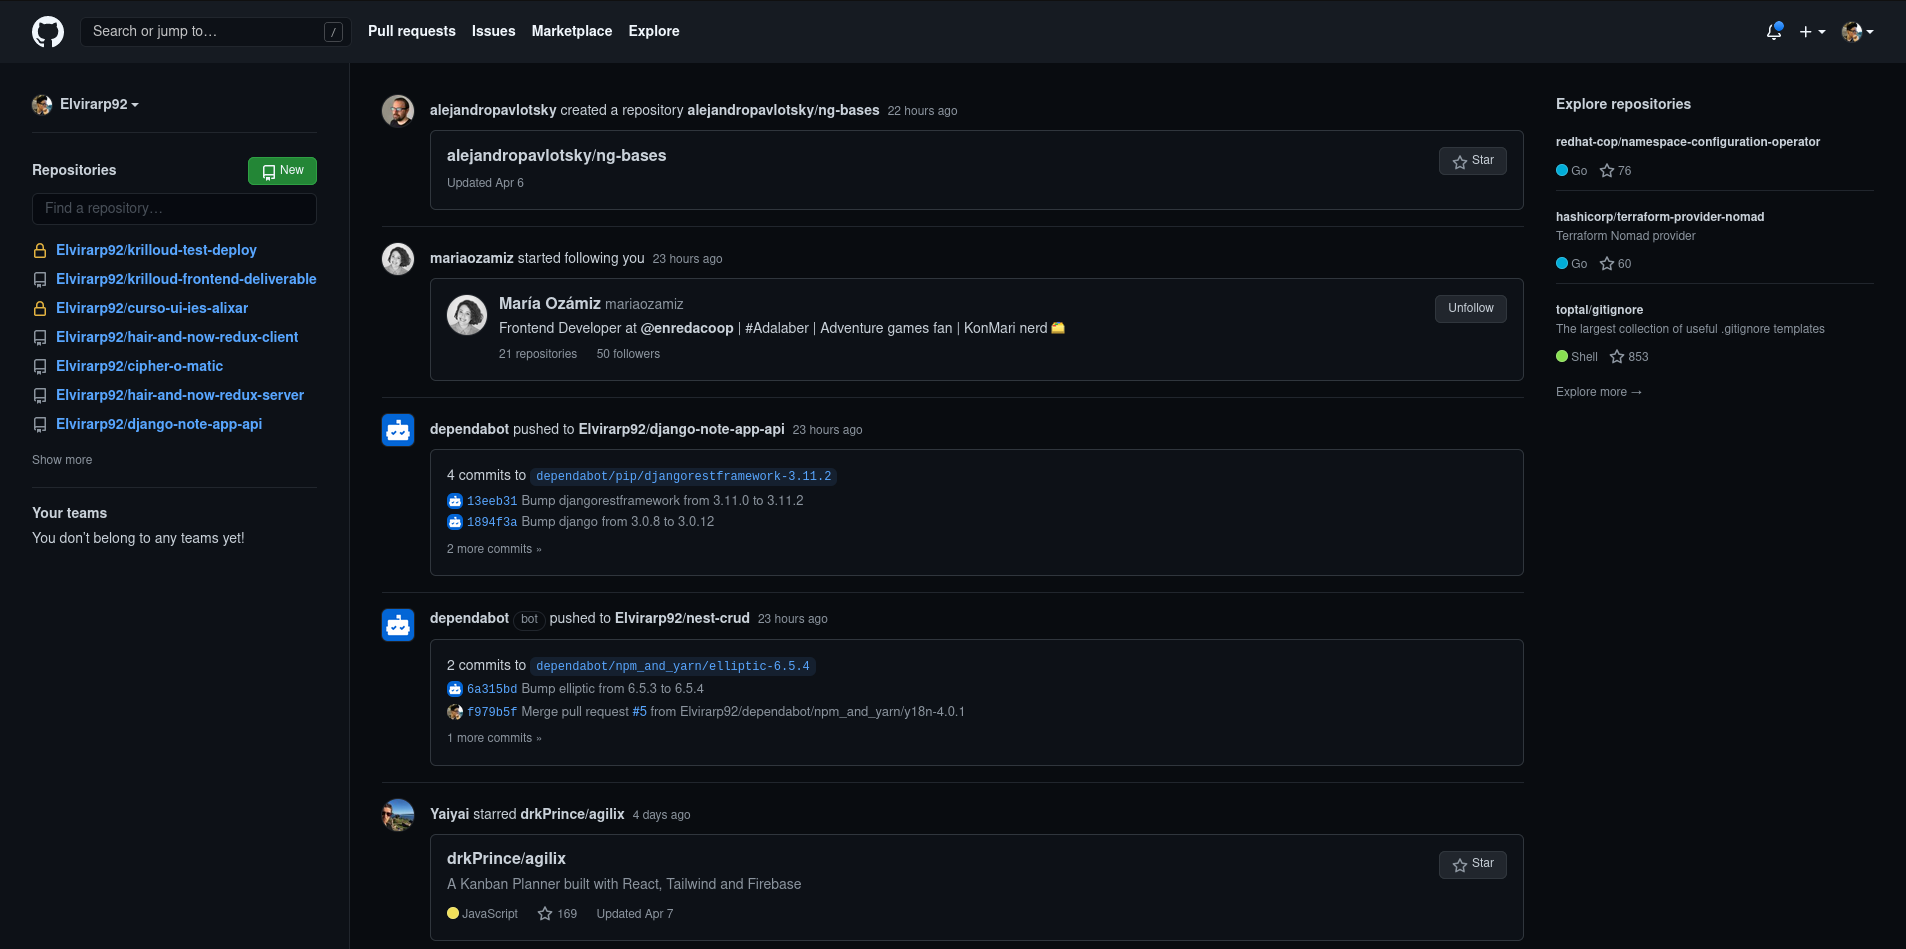 Search or jump to… /
Pull requests Issues Marketplace Explore
Elvirarp92
Repositories
New
Find a repository…
Elvirarp92/krilloud-test-deploy
Elvirarp92/krilloud-frontend-deliverable
Elvirarp92/curso-ui-ies-alixar
Elvirarp92/hair-and-now-redux-client
Elvirarp92/cipher-o-matic
Elvirarp92/hair-and-now-redux-server
Elvirarp92/django-note-app-api
Show more
Your teams
You don’t belong to any teams yet!
alejandropavlotsky created a repository alejandropavlotsky/ng-bases 22 hours ago
alejandropavlotsky/ng-bases
Star
Updated Apr 6
mariaozamiz started following you 23 hours ago
María Ozámiz mariaozamiz
Unfollow
Frontend Developer at @enredacoop | #Adalaber | Adventure games fan | KonMari nerd
21 repositories 50 followers
dependabot pushed to Elvirarp92/django-note-app-api 23 hours ago
4 commits to dependabot/pip/djangorestframework-3.11.2
13eeb31 Bump djangorestframework from 3.11.0 to 3.11.2
1894f3a Bump django from 3.0.8 to 3.0.12
2 more commits »
dependabot bot pushed to Elvirarp92/nest-crud 23 hours ago
2 commits to dependabot/npm_and_yarn/elliptic-6.5.4
6a315bd Bump elliptic from 6.5.3 to 6.5.4
f979b5f Merge pull request #5 from Elvirarp92/dependabot/npm_and_yarn/y18n-4.0.1
1 more commits »
Yaiyai starred drkPrince/agilix 4 days ago
drkPrince/agilix
Star
A Kanban Planner built with React, Tailwind and Firebase
JavaScript 169 Updated Apr 7
Explore repositories
redhat-cop/namespace-configuration-operator
Go 76
hashicorp/terraform-provider-nomad
Terraform Nomad provider
Go 60
toptal/gitignore
The largest collection of useful .gitignore templates
Shell 853
Explore more →